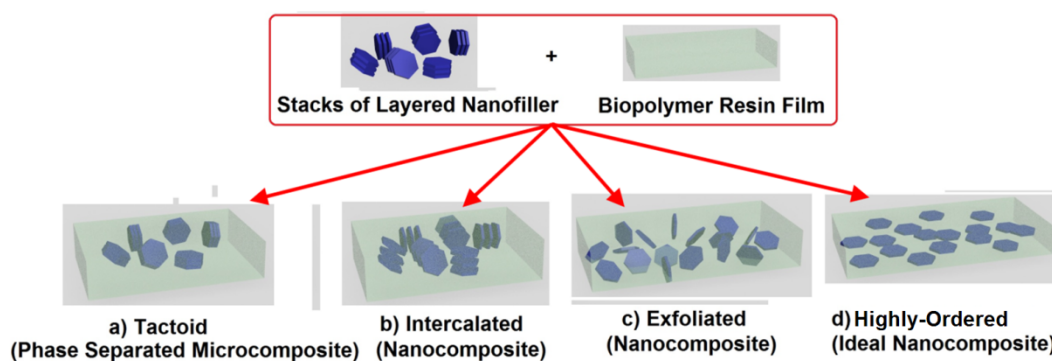 +
Stacks of Layered Nanofiller
Biopolymer Resin Film
a) Tactoid
(Phase Separated Microcomposite)
b) Intercalated
(Nanocomposite)
c) Exfoliated
(Nanocomposite)
d) Highly-Ordered
(Ideal Nanocomposite)